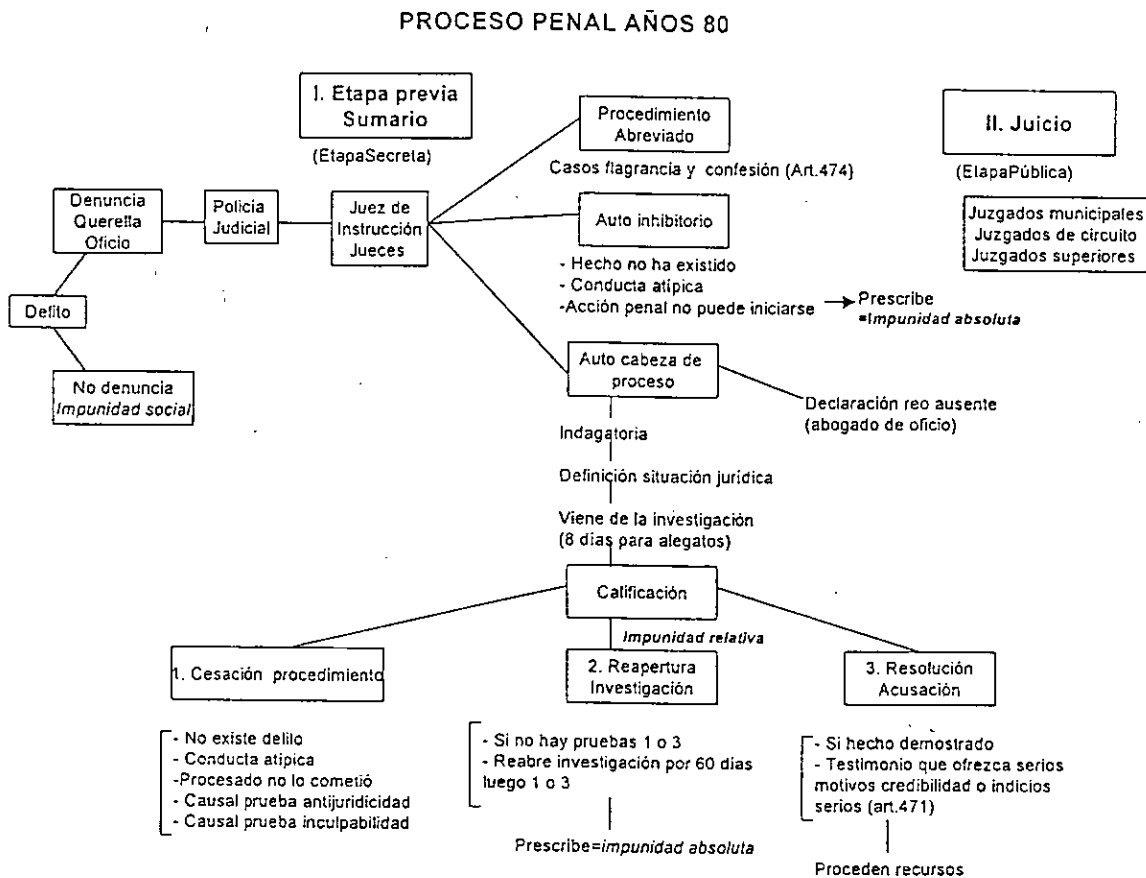 PROCESO PENAL AÑOS 80
I. Etapa previa
Sumario
(EtapaSecreta)
Procedimiento
Abreviado
Casos flagrancia y confesión (Art.474)
II. Juicio
(EtapaPública)
Juzgados municipales
Juzgados de circuito
Juzgados superiores
Denuncia
Querella
Oficio
Policía
Judicial
Juez de
Instrucción
Jueces
Auto inhibitorio
- Hecho no ha existido
- Conducta atípica
-Acción penal no puede iniciarse
Prescribe
=Impunidad absoluta
Delito
No denuncia
Impunidad social
Auto cabeza de
proceso
Declaración reo ausente
(abogado de oficio)
Indagatoria
Definición situación jurídica
Viene de la investigación
(8 días para alegatos)
Calificación
Impunidad relativa
1. Cesación procedimiento
2. Reapertura
Investigación
3. Resolución
Acusación
- No existe delito
- Conducta atípica
-Procesado no lo cometió
- Causal prueba antijuridicidad
- Causal prueba inculpabilidad
- Si no hay pruebas 1 o 3
- Reabre investigación por 60 días
luego 1 o 3
Prescribe=impunidad absoluta
- Si hecho demostrado
- Testimonio que ofrezca serios
motivos credibilidad o indicios
serios (art.471)
Proceden recursos